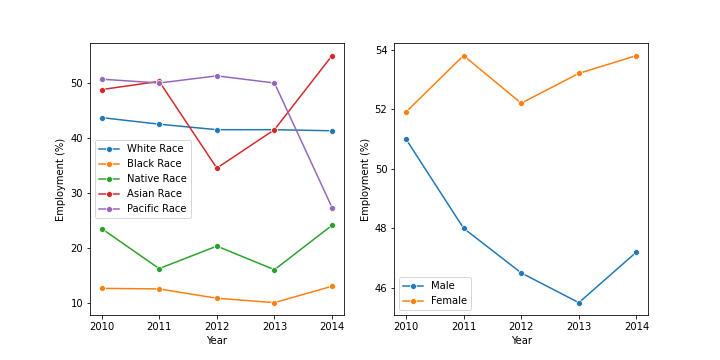 50
40
30
20
10
Employment (%)
White Race
Black Race
Native Race
Asian Race
Pacific Race
2010 2011 2012 2013 2014
Year
54
52
50
48
46
Employment (%)
Male
Female
2010 2011 2012 2013 2014
Year